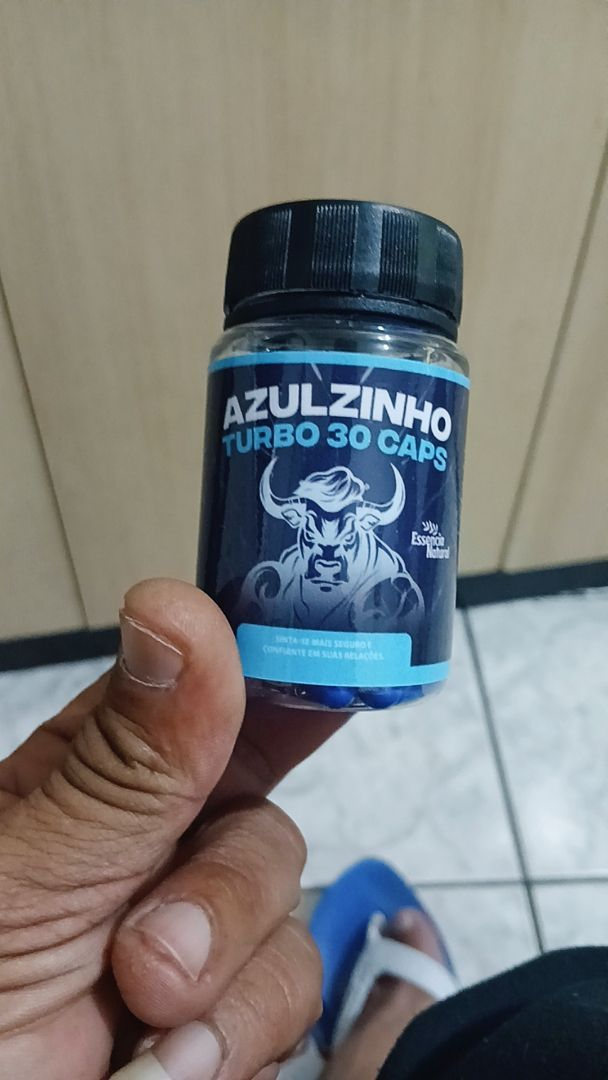 AZULZINHO
TURBO 30 CAPS
Essencia
Natural
SINTA-SE MAIS SEGURO E
CONFIANTE EM SUAS RELAÇÕES.